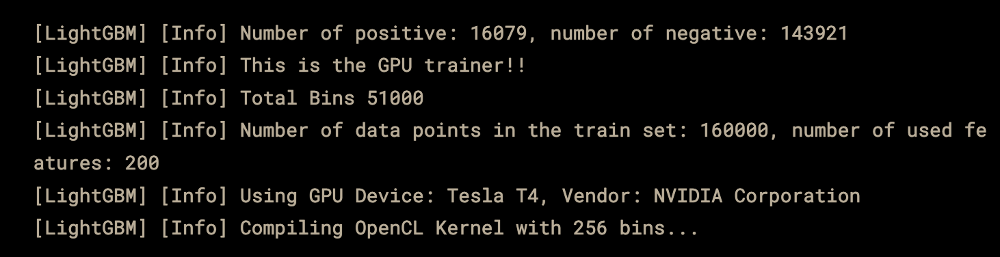 [LightGBM] [Info] Number of positive: 16079, number of negative: 143921
[LightGBM] [Info] This is the GPU trainer!!
[LightGBM] [Info] Total Bins 51000
[LightGBM] [Info] Number of data points in the train set: 160000, number of used fe
atures: 200
[LightGBM] [Info] Using GPU Device: Tesla T4, Vendor: NVIDIA Corporation
[LightGBM] [Info] Compiling OpenCL Kernel with 256 bins...